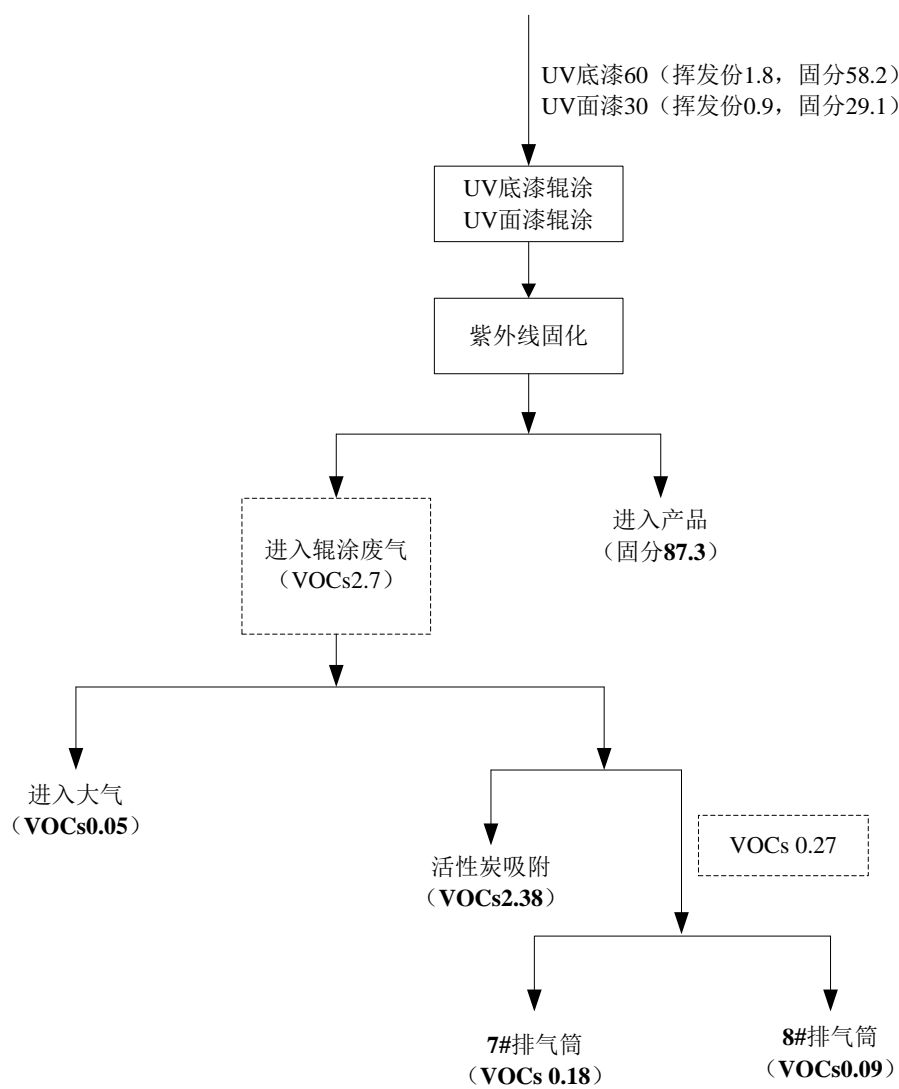 UV底漆60（挥发份1.8，固分58.2）
UV面漆30（挥发份0.9，固分29.1）
UV底漆辊涂
UV面漆辊涂
紫外线固化
进入辊涂废气
（VOCs2.7）
进入产品
（固分87.3）
进入大气
（VOCs0.05）
活性炭吸附
（VOCs2.38）
VOCs 0.27
7#排气筒
（VOCs 0.18）
8#排气筒
（VOCs0.09）